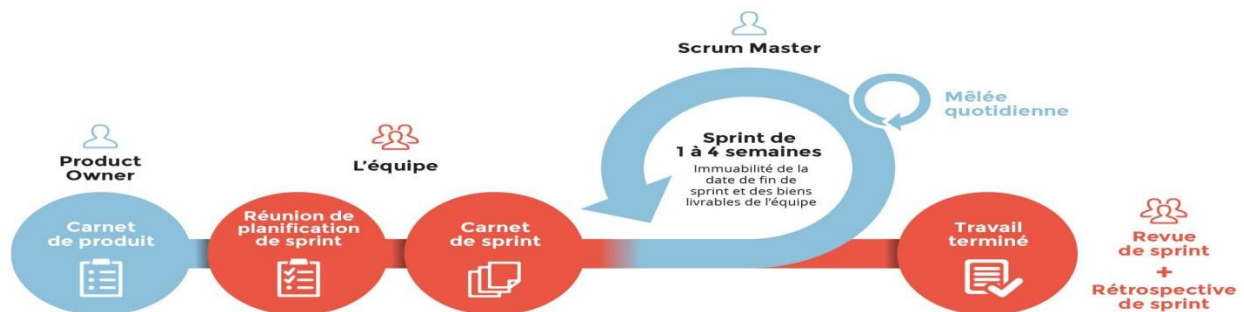 Product
Owner
Carnet
de produit
L'équipe
Réunion de
planification
de sprint
Carnet
de sprint
Scrum Master
Mêlée
quotidienne
Sprint de
1 à 4 semaines
Immuabilité de la
date de fin de
sprint et des biens
livrables de l'équipe
Travail
terminé
Revue
de sprint
+
Rétrospective
de sprint